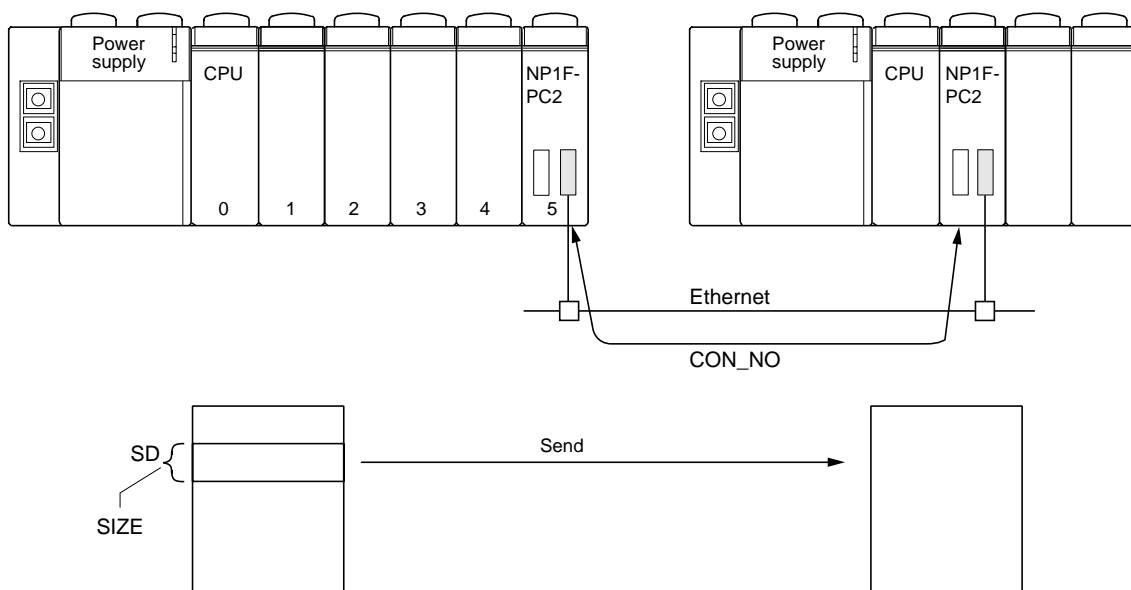 Power
supply
CPU
NP1F-
PC2
0
1
2
3
4
5
Power
supply
CPU
NP1F-
PC2
Ethernet
CON_NO
SD
SIZE
Send